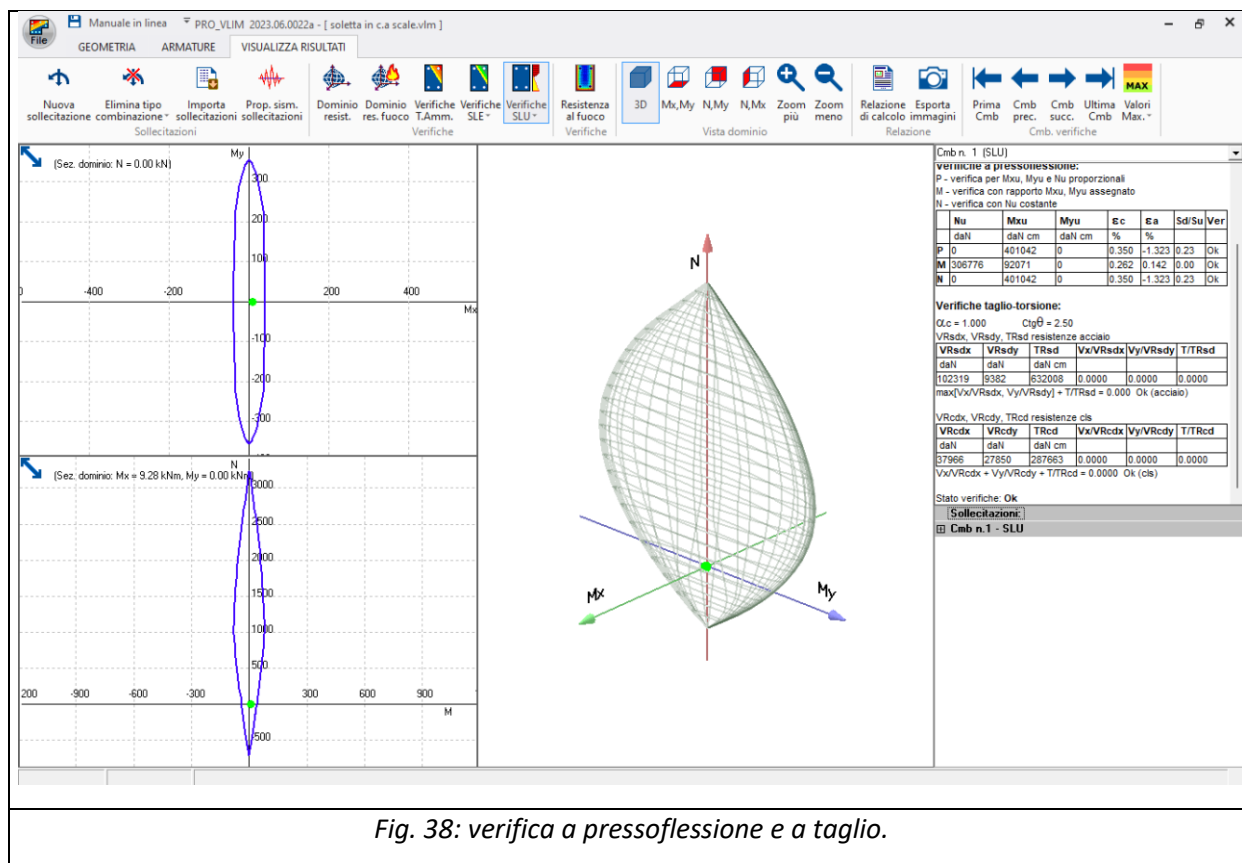 Manuale in linea PRO_VLIM 2023.06.0022a - [ soletta in c.a scale.vlm ]
File
GEOMETRIA ARMATURE VISUALIZZA RISULTATI
MAX
Nuova sollecitazione
Elimina tipo combinazione
Importa sollecitazioni
Prop. sism. sollecitazioni
Dominio resist.
Dominio res. fuoco
Verifiche T.Amm.
Verifiche SLE
Verifiche SLU
Resistenza al fuoco
3D
Mx,My
N,My
N,Mx
Zoom più
Zoom meno
Relazione di calcolo
Esporta immagini
Prima Cmb
Cmb prec.
Cmb succ.
Ultima Cmb
Valori Max.
Sollecitazioni Verifiche Verifiche Vista dominio Relazione Cmb. verifiche
(Sez. dominio: N = 0.00 kN)
My
300
200
100
-400 -200 200 400
Mx
-100
-200
-300
(Sez. dominio: Mx = 9.28 kNm, My = 0.00 kNm)
N
3000
2500
2000
1500
1000
500
200 -900 -600 -300 300 600 900
M
-500
N
Mx
My
Cmb n. 1 (SLU)
Verifiche a pressoflessione:
P - verifica per Mxu, Myu e Nu proporzionali
M - verifica con rapporto Mxu, Myu assegnato
N - verifica con Nu costante
Nu Mxu Myu εc εa Sd/Su Ver
daN daN cm daN cm % %
P 0 401042 0 0.350 -1.323 0.23 Ok
M 306776 92071 0 0.262 0.142 0.00 Ok
N 0 401042 0 0.350 -1.323 0.23 Ok
Verifiche taglio-torsione:
αc = 1.000 Ctgθ = 2.50
VRsdx, VRsdy, TRsd resistenze acciaio
VRsdx VRsdy TRsd Vx/VRsdx Vy/VRsdy T/TRsd
daN daN daN cm
102319 9382 632008 0.0000 0.0000 0.0000
max[Vx/VRsdx, Vy/VRsdy] + T/TRsd = 0.000 Ok (acciaio)
VRcdx, VRcdy, TRcd resistenze cls
VRcdx VRcdy TRcd Vx/VRcdx Vy/VRcdy T/TRcd
daN daN daN cm
37966 27850 287663 0.0000 0.0000 0.0000
Vx/VRcdx + Vy/VRcdy + T/TRcd = 0.0000 Ok (cls)
Stato verifiche: Ok
Sollecitazioni:
Cmb n.1 - SLU
Fig. 38: verifica a pressoflessione e a taglio.